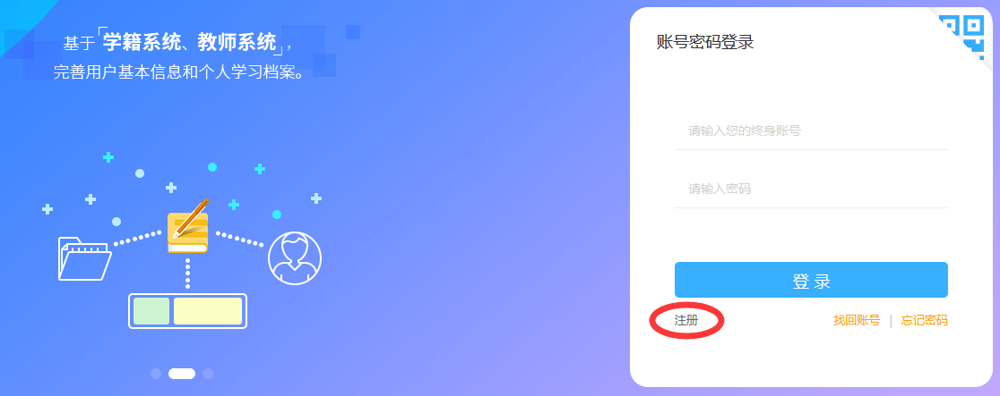 基于「学籍系统、教师系统」，
完善用户基本信息和个人学习档案。
账号密码登录
请输入您的终身账号
请输入密码
登 录
注册 找回账号 | 忘记密码